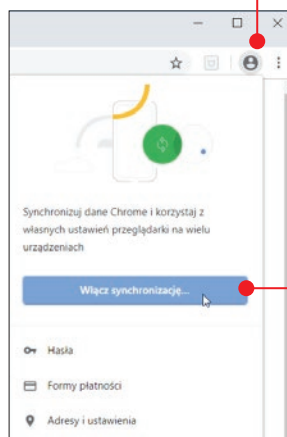 Synchronizuj dane Chrome i korzystaj z
własnych ustawień przeglądarki na wielu
urządzeniach
Włącz synchronizację...
Hasła
Formy płatności
Adresy i ustawienia